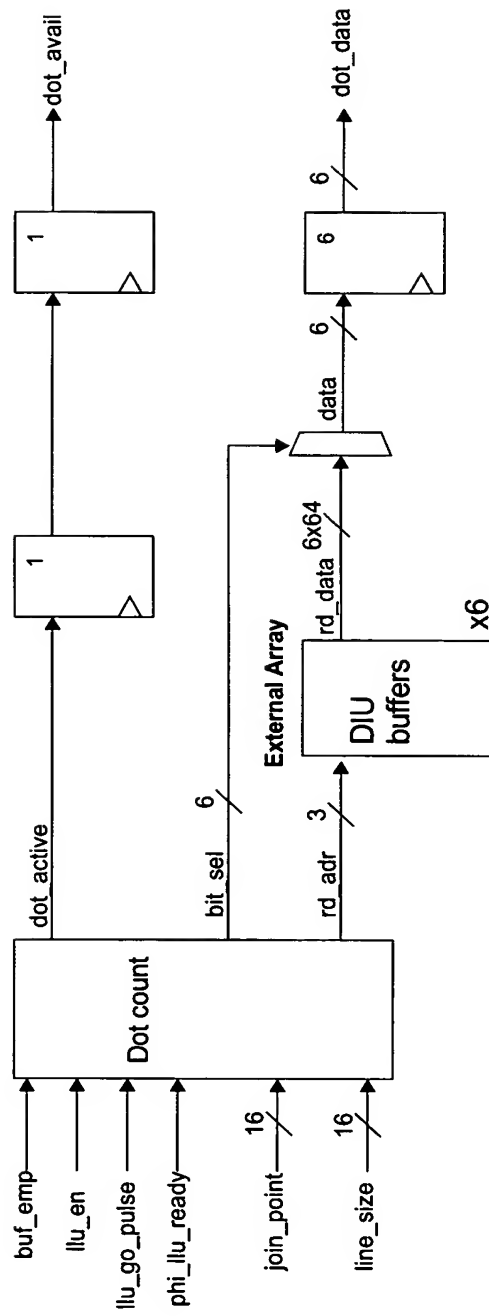 buf_emp
llu_en
llu_go_pulse
phi_llu_ready
join_point
16
line_size
16
Dot count
dot_active
bit_sel
6
rd_adr
3
External Array
DIU
buffers
x6
rd_data
6x64
data
6
1
1
dot_avail
6
6
dot_data